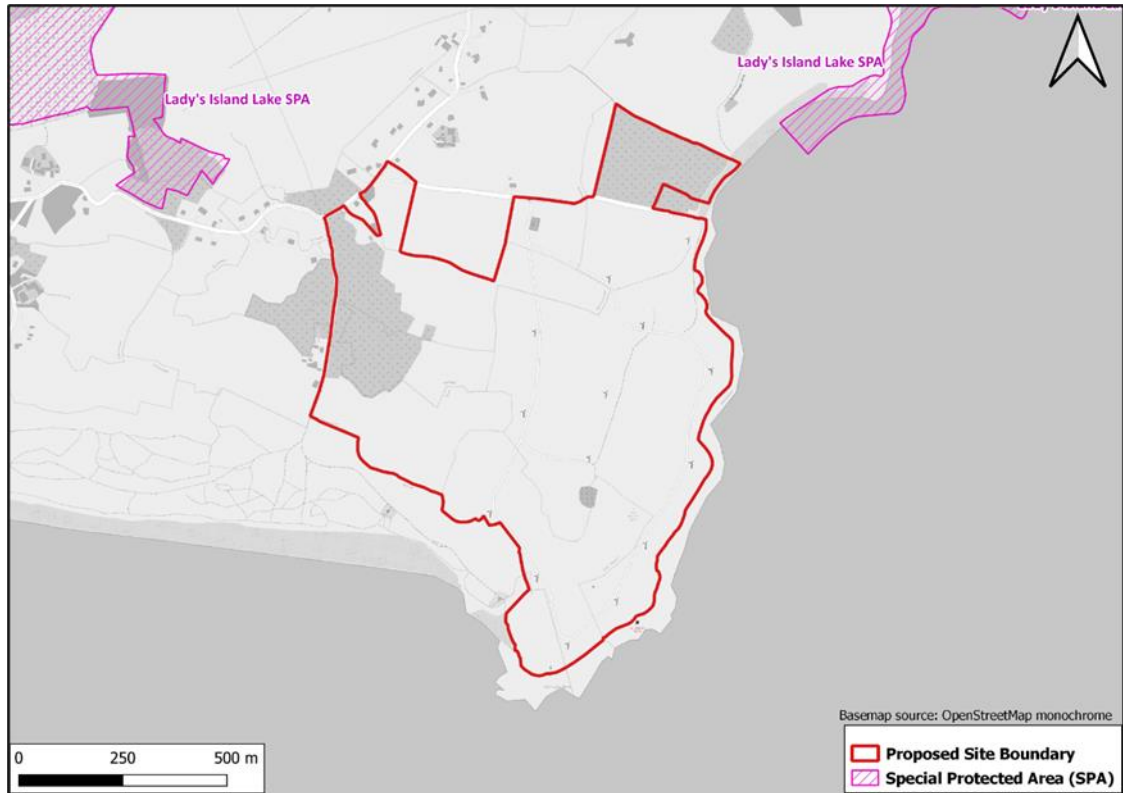 Lady's Island Lake SPA
Lady's Island Lake SPA
Basemap source: OpenStreetMap monochrome
0 250 500 m
Proposed Site Boundary
Special Protected Area (SPA)